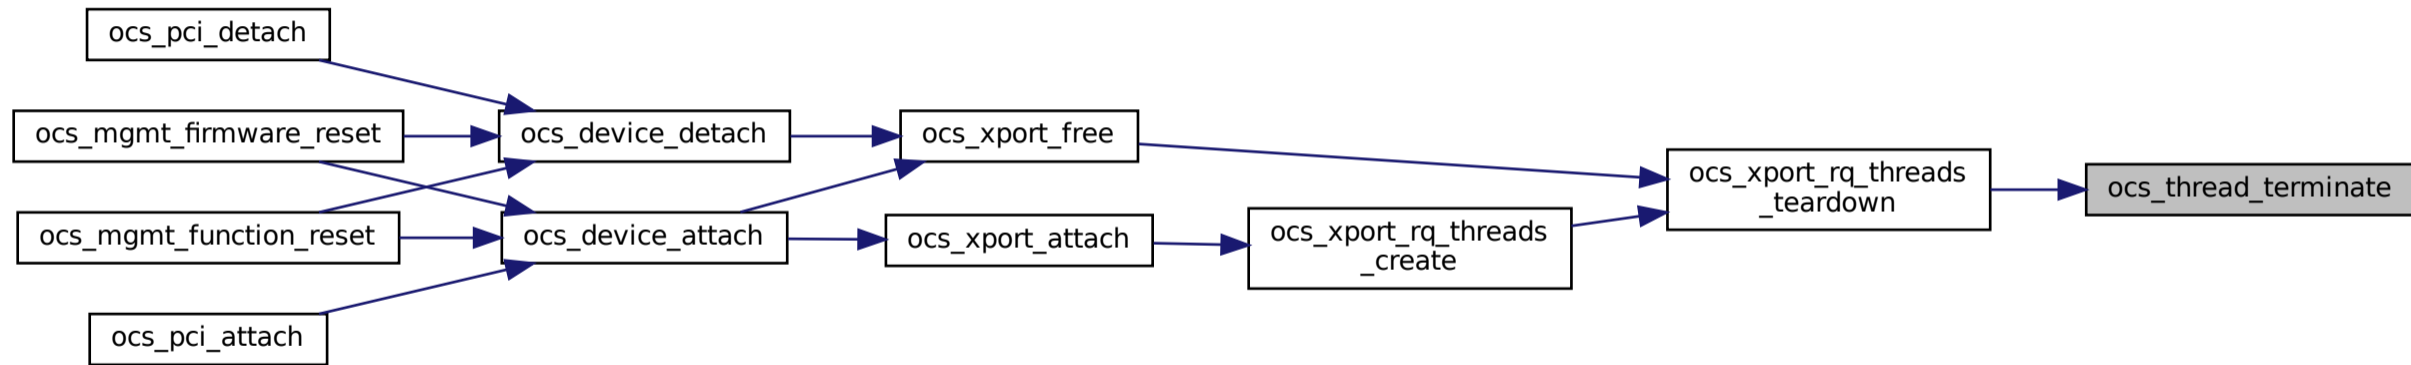 ocs_pci_detach
ocs_mgmt_firmware_reset
ocs_device_detach
ocs_xport_free
ocs_xport_rq_threads
_teardown
ocs_thread_terminate
ocs_mgmt_function_reset
ocs_device_attach
ocs_xport_attach
ocs_xport_rq_threads
_create
ocs_pci_attach